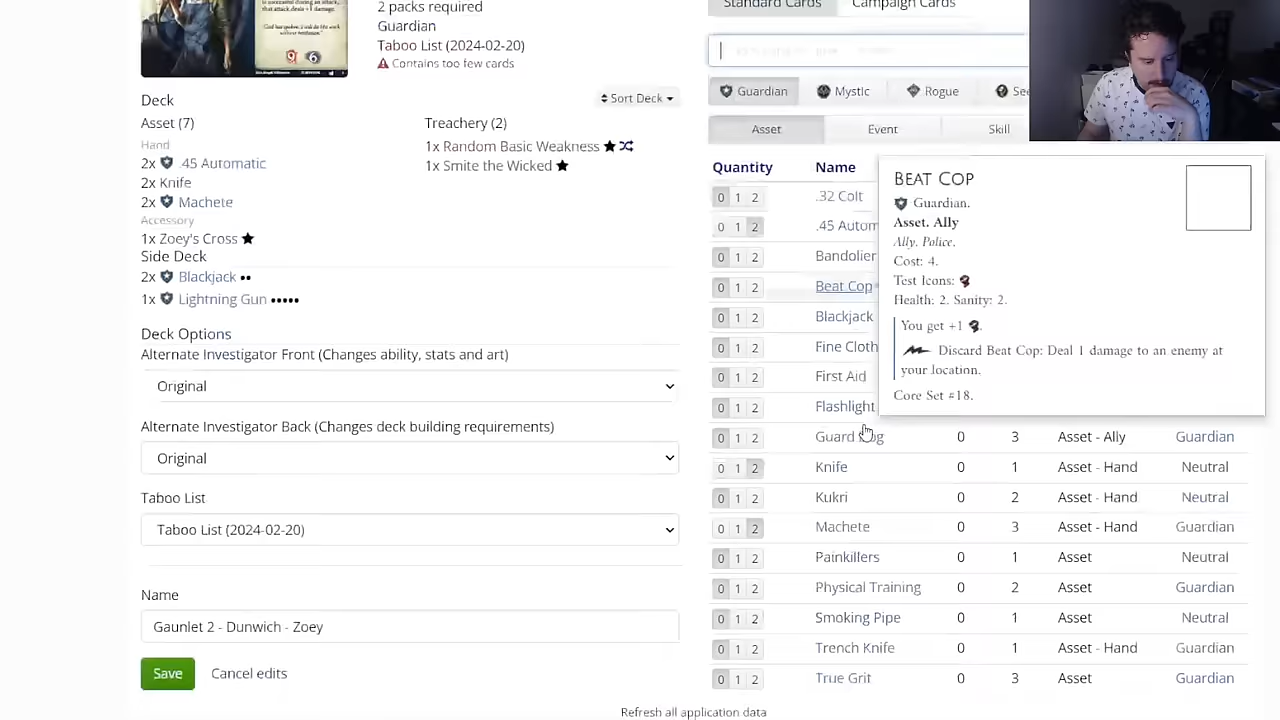 2 packs required
Guardian
Taboo List (2024-02-20)
Contains too few cards
Deck
Sort Deck
Asset (7)
Hand
2x .45 Automatic
2x Knife
2x Machete
Accessory
1x Zoey's Cross
Side Deck
2x Blackjack ••
1x Lightning Gun •••••
Treachery (2)
1x Random Basic Weakness
1x Smite the Wicked
Deck Options
Alternate Investigator Front (Changes ability, stats and art)
Original
Alternate Investigator Back (Changes deck building requirements)
Original
Taboo List
Taboo List (2024-02-20)
Name
Gaunlet 2 - Dunwich - Zoey
Save Cancel edits
Standard Cards Campaign Cards
Guardian Mystic Rogue See
Asset Event Skill
Quantity Name
0 1 2 .32 Colt
0 1 2 .45 Autom
0 1 2 Bandolier
0 1 2 Beat Cop
0 1 2 Blackjack
0 1 2 Fine Cloth
0 1 2 First Aid
0 1 2 Flashlight
0 1 2 Guard Dog 0 3 Asset - Ally Guardian
0 1 2 Knife 0 1 Asset - Hand Neutral
0 1 2 Kukri 0 2 Asset - Hand Neutral
0 1 2 Machete 0 3 Asset - Hand Guardian
0 1 2 Painkillers 0 1 Asset Neutral
0 1 2 Physical Training 0 2 Asset Guardian
0 1 2 Smoking Pipe 0 1 Asset Neutral
0 1 2 Trench Knife 0 1 Asset - Hand Guardian
0 1 2 True Grit 0 3 Asset Guardian
Beat Cop
Guardian.
Asset. Ally
Ally. Police.
Cost: 4.
Test Icons:
Health: 2. Sanity: 2.
You get +1 .
Discard Beat Cop: Deal 1 damage to an enemy at
your location.
Core Set #18.
Refresh all application data